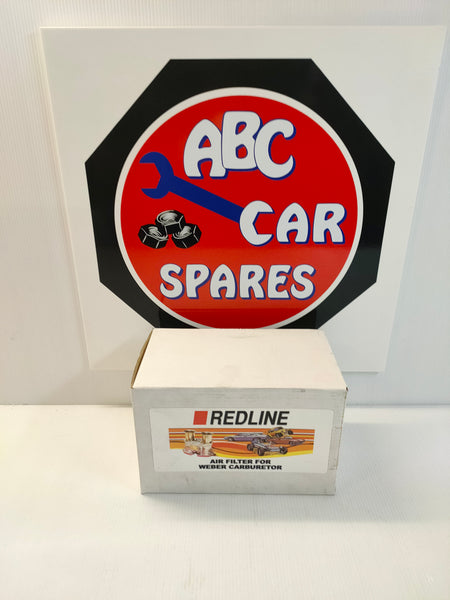 ABC
CAR
SPARES
REDLINE
AIR FILTER FOR
WEBER CARBURETOR